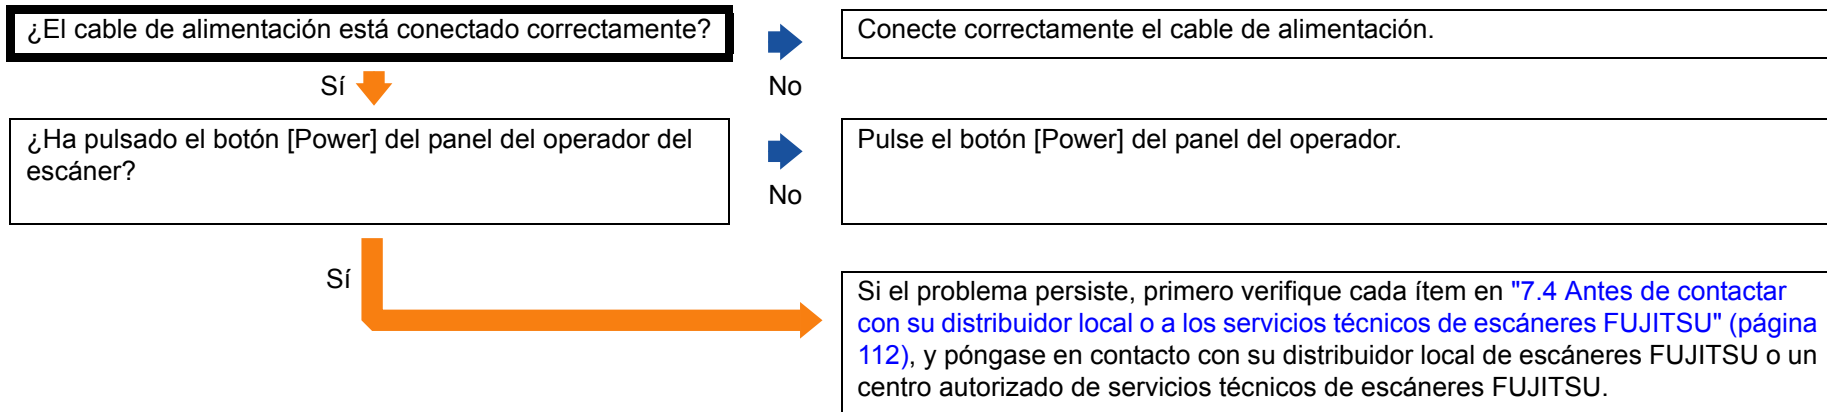 ¿El cable de alimentación está conectado correctamente?
Conecte correctamente el cable de alimentación.
Sí
No
¿Ha pulsado el botón [Power] del panel del operador del
escáner?
Pulse el botón [Power] del panel del operador.
No
Sí
Si el problema persiste, primero verifique cada ítem en "7.4 Antes de contactar
con su distribuidor local o a los servicios técnicos de escáneres FUJITSU" (página
112), y póngase en contacto con su distribuidor local de escáneres FUJITSU o un
centro autorizado de servicios técnicos de escáneres FUJITSU.